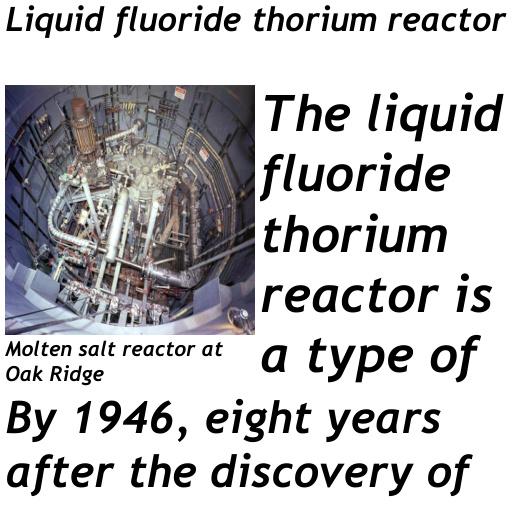 Liquid fluoride thorium reactor
The liquid
fluoride
thorium
reactor is
a type of
Molten salt reactor at
Oak Ridge
By 1946, eight years
after the discovery of